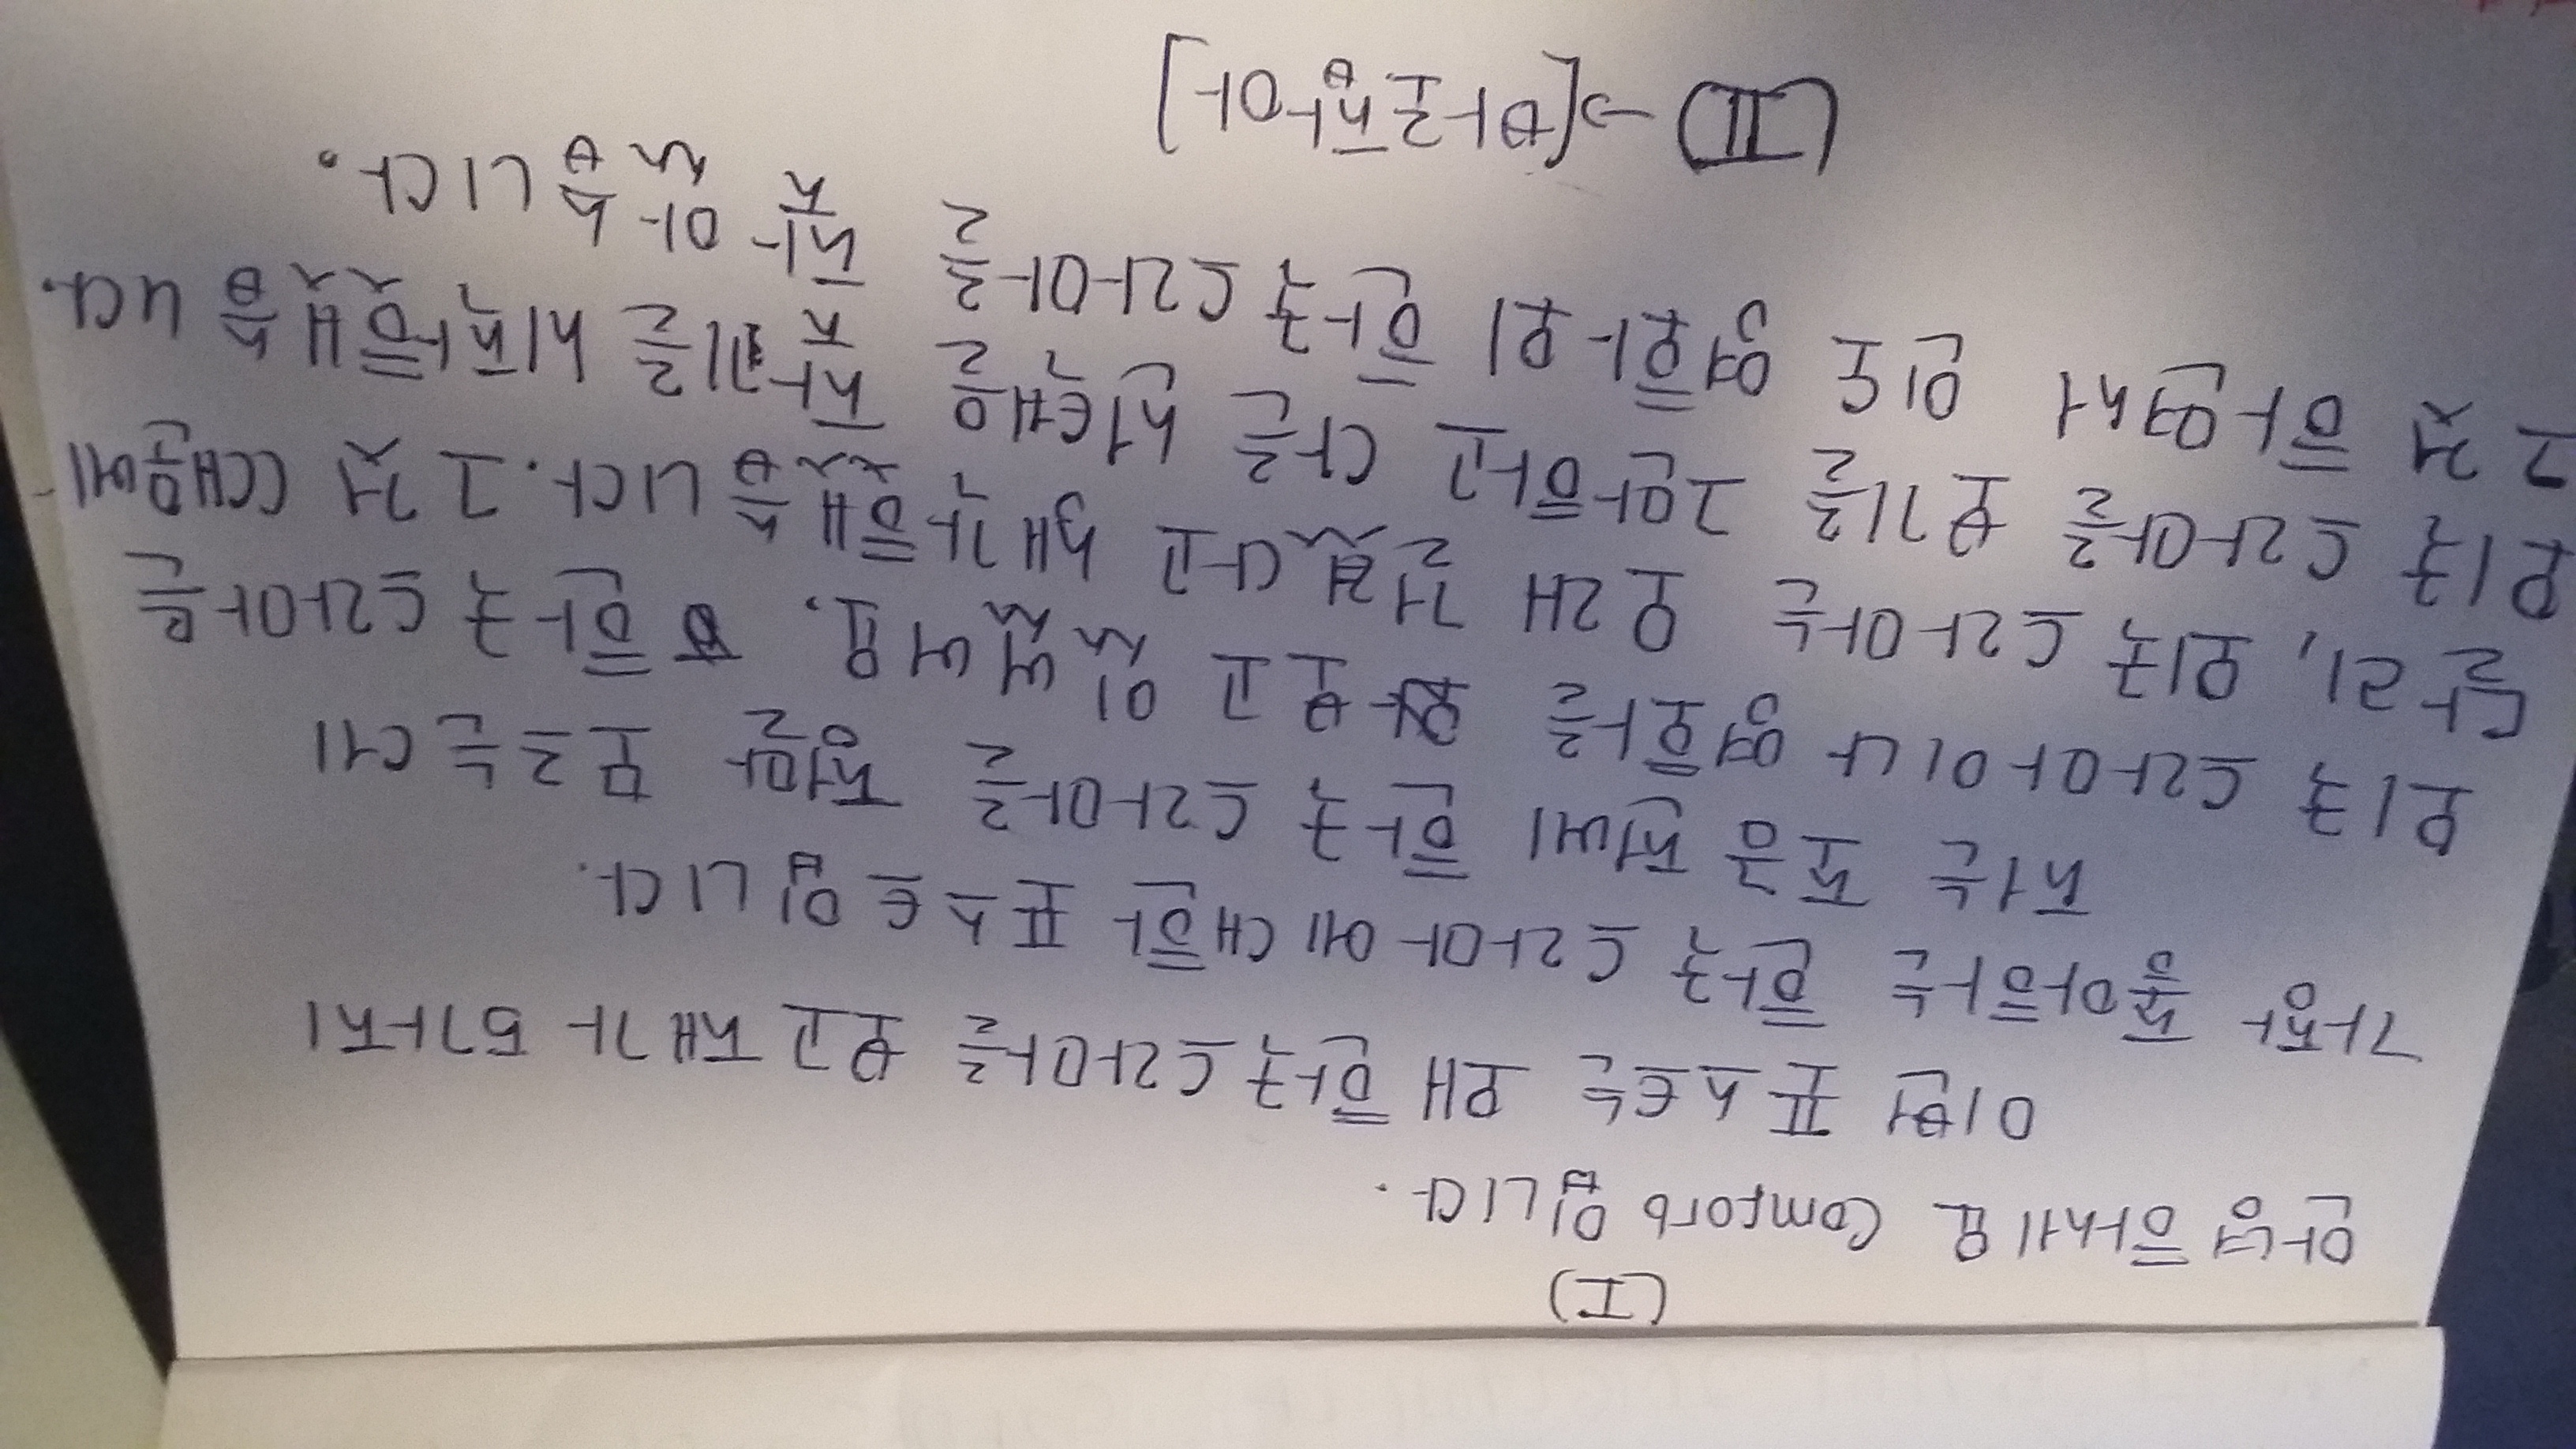 (I)
안녕하세요 Comforb 입니다.
이번 포스트는 왜 한국드라마를 보고 재가 5가지
가장 좋아하는 한국 드라마에 대한 포스트입니다.
저는 조금 전에 한국 드라마를 정말 모르는데
외국 드라마이나 영화를 보고 있었어요. 한국드라마은
달리, 외국 드라마는 오래 걸렸다고 생각했습니다. 그것 때문에
외국 드라마를 보기를 그만하고 다른 선택을 찾기를 시작했습니다.
그것 하면서 인도 영화와 한국드라마를 찾았습니다.
(II) → [바로잡아]